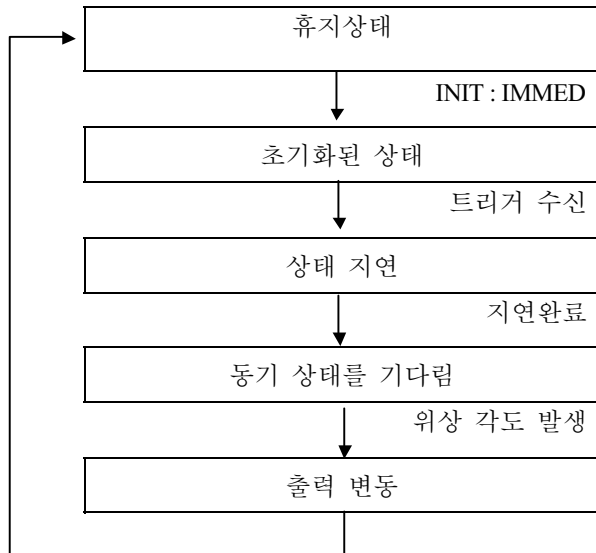 휴지상태
INIT : IMMED
초기화된 상태
트리거 수신
상태 지연
지연완료
동기 상태를 기다림
위상 각도 발생
출력 변동